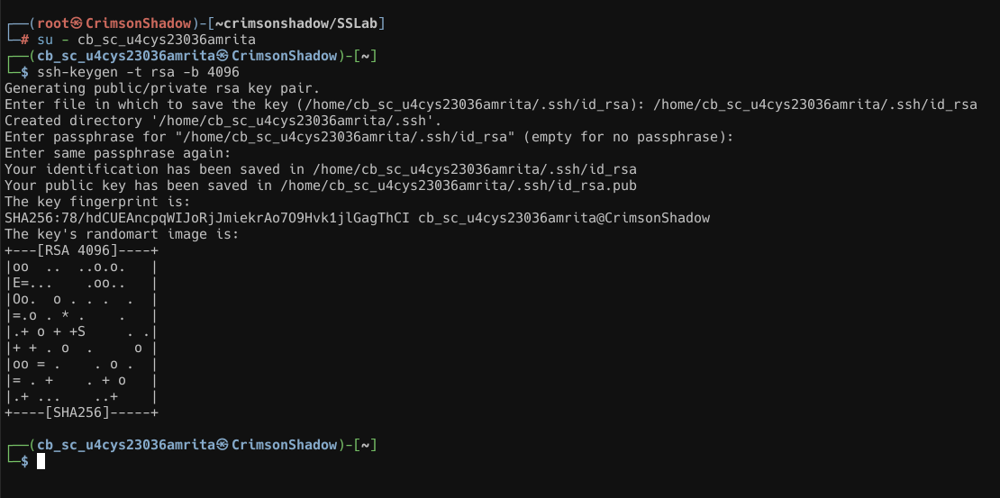 ┌──(root㉿CrimsonShadow)-[~crimsonshadow/SSLab]
└─# su - cb_sc_u4cys23036amrita
┌──(cb_sc_u4cys23036amrita㉿CrimsonShadow)-[~]
└─$ ssh-keygen -t rsa -b 4096
Generating public/private rsa key pair.
Enter file in which to save the key (/home/cb_sc_u4cys23036amrita/.ssh/id_rsa): /home/cb_sc_u4cys23036amrita/.ssh/id_rsa
Created directory '/home/cb_sc_u4cys23036amrita/.ssh'.
Enter passphrase for "/home/cb_sc_u4cys23036amrita/.ssh/id_rsa" (empty for no passphrase):
Enter same passphrase again:
Your identification has been saved in /home/cb_sc_u4cys23036amrita/.ssh/id_rsa
Your public key has been saved in /home/cb_sc_u4cys23036amrita/.ssh/id_rsa.pub
The key fingerprint is:
SHA256:78/hdCUEAncpqWIJoRjJmiekrAo7O9Hvk1jlGagThCI cb_sc_u4cys23036amrita@CrimsonShadow
The key's randomart image is:
+---[RSA 4096]----+
|oo  ..  ..o.o.   |
|E=...    .oo..   |
|Oo.  o . . .  .  |
|=.o . * .    .   |
|.+ o + +S     . .|
|+ + . o  .     o |
|oo = .    . o .  |
|= . +    . + o   |
|.+ ...    ..+    |
+----[SHA256]-----+
┌──(cb_sc_u4cys23036amrita㉿CrimsonShadow)-[~]
└─$